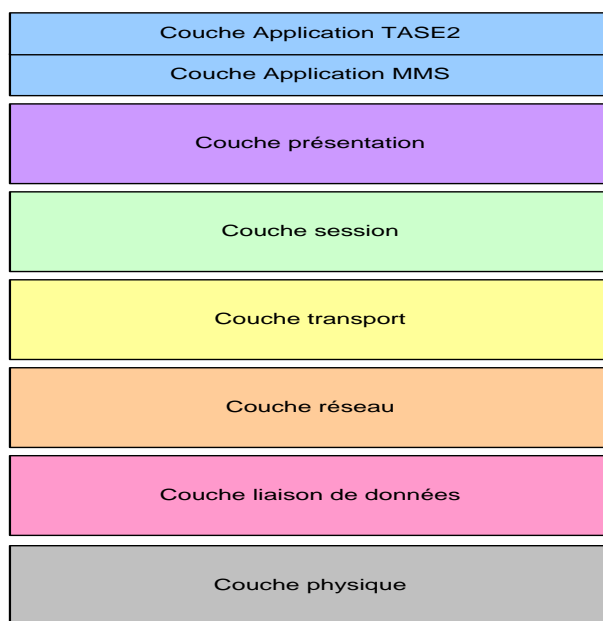 Couche Application TASE2
Couche Application MMS
Couche présentation
Couche session
Couche transport
Couche réseau
Couche liaison de données
Couche physique